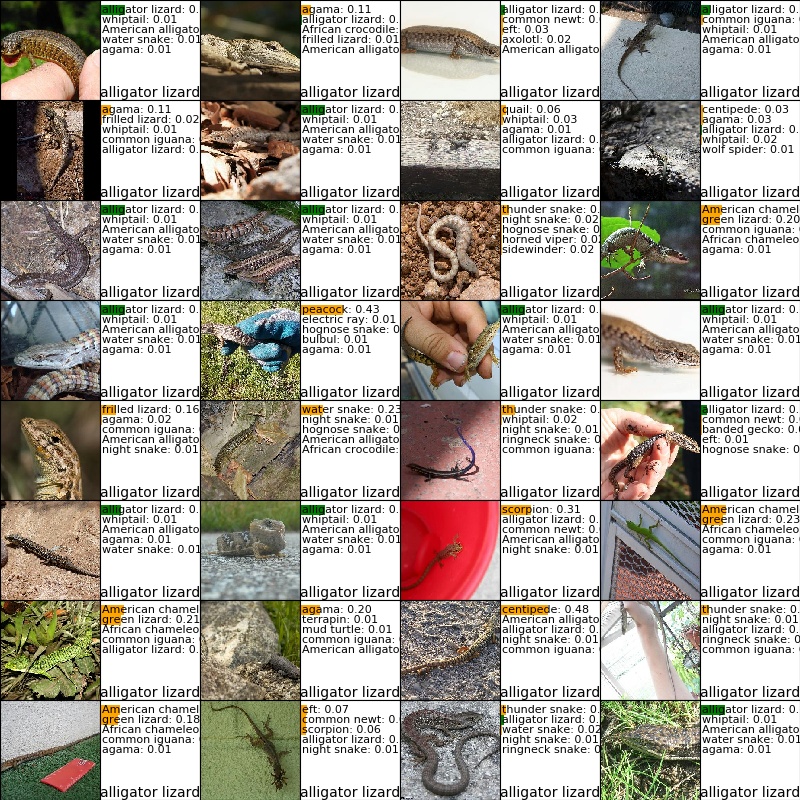 alligator lizard: 0.
whiptail: 0.01
American alligato
water snake: 0.01
agama: 0.01
alligator lizard
agama: 0.11
alligator lizard: 0.
African crocodile:
frilled lizard: 0.01
American alligato
alligator lizard
alligator lizard: 0.
common newt: 0.
eft: 0.03
axolotl: 0.02
American alligato
alligator lizard
alligator lizard: 0.
common iguana:
whiptail: 0.01
American alligato
agama: 0.01
alligator lizard
agama: 0.11
frilled lizard: 0.02
whiptail: 0.01
common iguana:
alligator lizard: 0.
alligator lizard
alligator lizard: 0.
whiptail: 0.01
American alligato
water snake: 0.01
agama: 0.01
alligator lizard
quail: 0.06
whiptail: 0.03
agama: 0.01
alligator lizard: 0.
common iguana:
alligator lizard
centipede: 0.03
agama: 0.03
alligator lizard: 0.
whiptail: 0.02
wolf spider: 0.01
alligator lizard
alligator lizard: 0.
whiptail: 0.01
American alligato
water snake: 0.01
agama: 0.01
alligator lizard
alligator lizard: 0.
whiptail: 0.01
American alligato
water snake: 0.01
agama: 0.01
alligator lizard
thunder snake: 0.
night snake: 0.02
hognose snake: 0
horned viper: 0.0
sidewinder: 0.02
alligator lizard
American chamel
green lizard: 0.20
common iguana:
African chameleo
agama: 0.01
alligator lizard
alligator lizard: 0.
whiptail: 0.01
American alligato
water snake: 0.01
agama: 0.01
alligator lizard
peacock: 0.43
electric ray: 0.01
hognose snake: 0
bulbul: 0.01
agama: 0.01
alligator lizard
alligator lizard: 0.
whiptail: 0.01
American alligato
water snake: 0.01
agama: 0.01
alligator lizard
alligator lizard: 0.
whiptail: 0.01
American alligato
water snake: 0.01
agama: 0.01
alligator lizard
frilled lizard: 0.16
agama: 0.02
common iguana:
American alligato
night snake: 0.01
alligator lizard
water snake: 0.23
night snake: 0.01
hognose snake: 0
American alligato
African crocodile:
alligator lizard
thunder snake: 0.
whiptail: 0.02
night snake: 0.01
ringneck snake: 0
common iguana:
alligator lizard
alligator lizard: 0.
common newt: 0.
banded gecko: 0.
eft: 0.01
hognose snake: 0
alligator lizard
alligator lizard: 0.
whiptail: 0.01
American alligato
agama: 0.01
water snake: 0.01
alligator lizard
alligator lizard: 0.
whiptail: 0.01
American alligato
water snake: 0.01
agama: 0.01
alligator lizard
scorpion: 0.31
alligator lizard: 0.
common newt: 0.
American alligato
night snake: 0.01
alligator lizard
American chamel
green lizard: 0.23
African chameleo
common iguana:
agama: 0.01
alligator lizard
American chamel
green lizard: 0.21
African chameleo
common iguana:
alligator lizard: 0.
alligator lizard
agama: 0.20
terrapin: 0.01
mud turtle: 0.01
common iguana:
American alligato
alligator lizard
centipede: 0.48
American alligato
alligator lizard: 0.
night snake: 0.01
common iguana:
alligator lizard
thunder snake: 0.
night snake: 0.01
alligator lizard: 0.
ringneck snake: 0
common iguana:
alligator lizard
American chamel
green lizard: 0.18
African chameleo
common iguana:
agama: 0.01
alligator lizard
eft: 0.07
common newt: 0.
scorpion: 0.06
alligator lizard: 0.
night snake: 0.01
alligator lizard
thunder snake: 0.
alligator lizard: 0.
water snake: 0.02
night snake: 0.01
ringneck snake: 0
alligator lizard
alligator lizard: 0.
whiptail: 0.01
American alligato
water snake: 0.01
agama: 0.01
alligator lizard